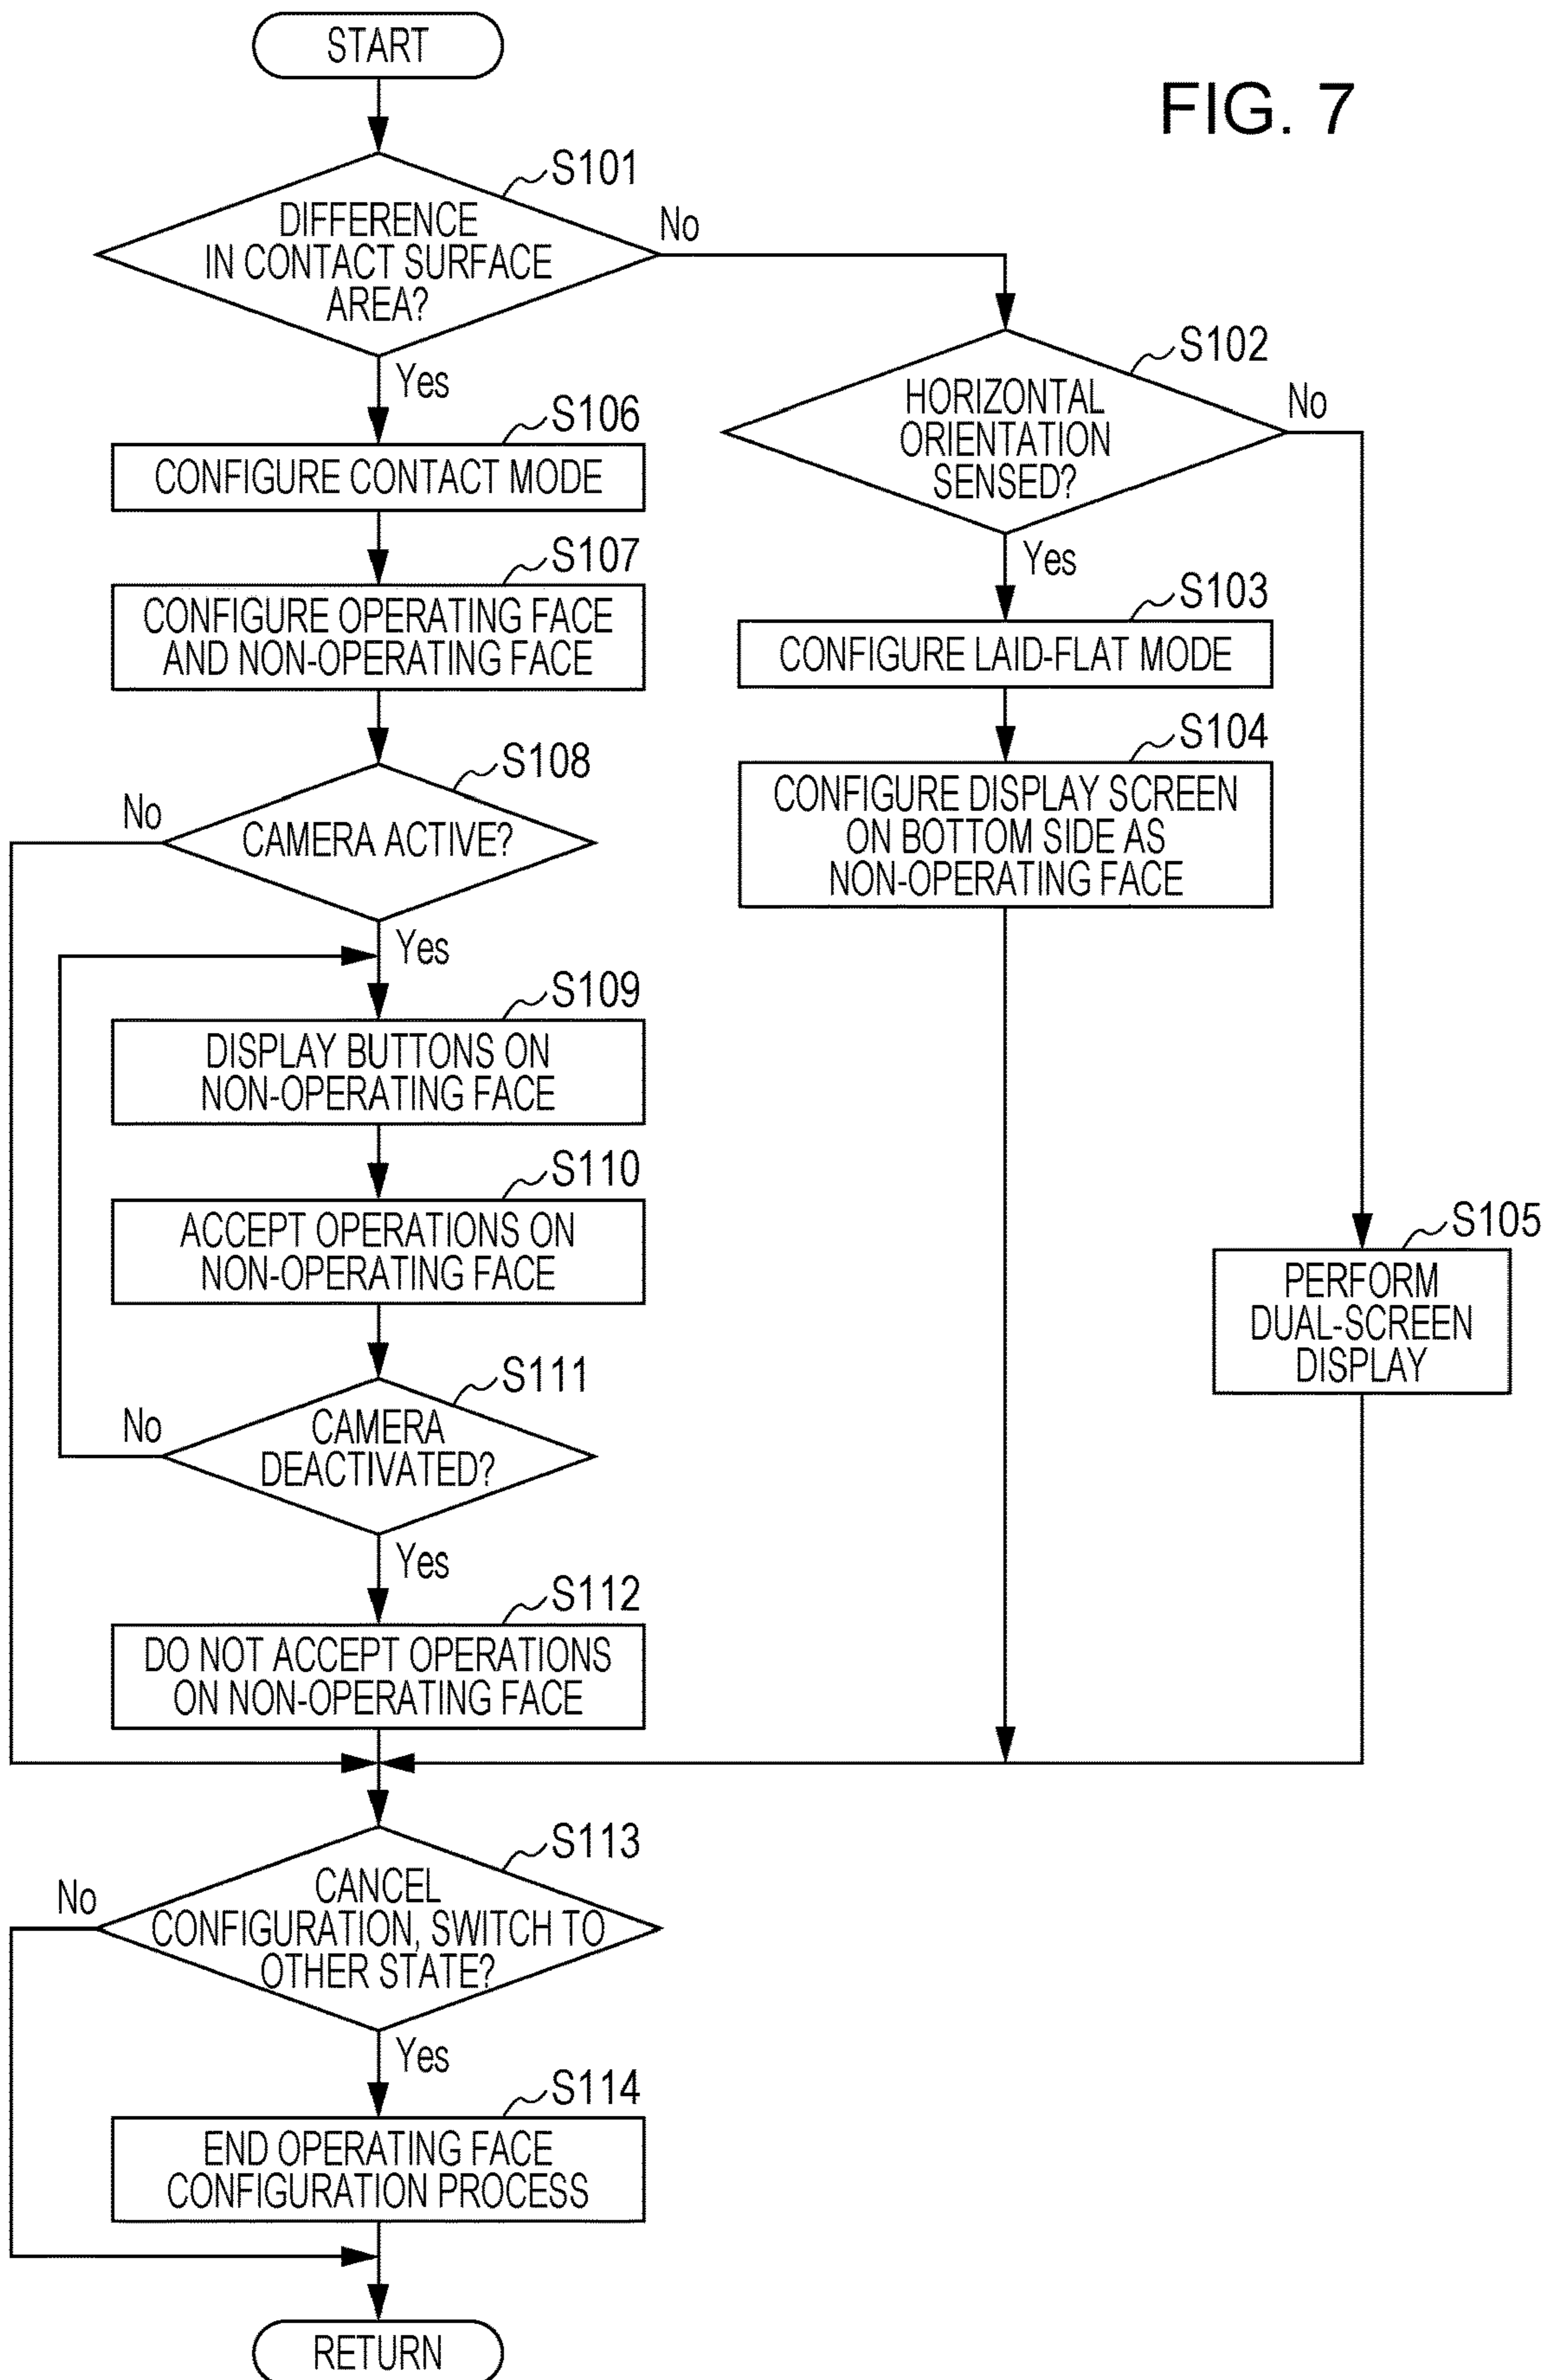 START
FIG. 7
S101
DIFFERENCE
IN CONTACT SURFACE
AREA?
No
Yes
S102
HORIZONTAL
ORIENTATION
SENSED?
No
Yes
S106
CONFIGURE CONTACT MODE
S107
CONFIGURE OPERATING FACE
AND NON-OPERATING FACE
S103
CONFIGURE LAID-FLAT MODE
S104
CONFIGURE DISPLAY SCREEN
ON BOTTOM SIDE AS
NON-OPERATING FACE
S108
No
CAMERA ACTIVE?
Yes
S109
DISPLAY BUTTONS ON
NON-OPERATING FACE
S110
ACCEPT OPERATIONS ON
NON-OPERATING FACE
S105
PERFORM
DUAL-SCREEN
DISPLAY
S111
No
CAMERA
DEACTIVATED?
Yes
S112
DO NOT ACCEPT OPERATIONS
ON NON-OPERATING FACE
S113
No
CANCEL
CONFIGURATION, SWITCH TO
OTHER STATE?
Yes
S114
END OPERATING FACE
CONFIGURATION PROCESS
RETURN